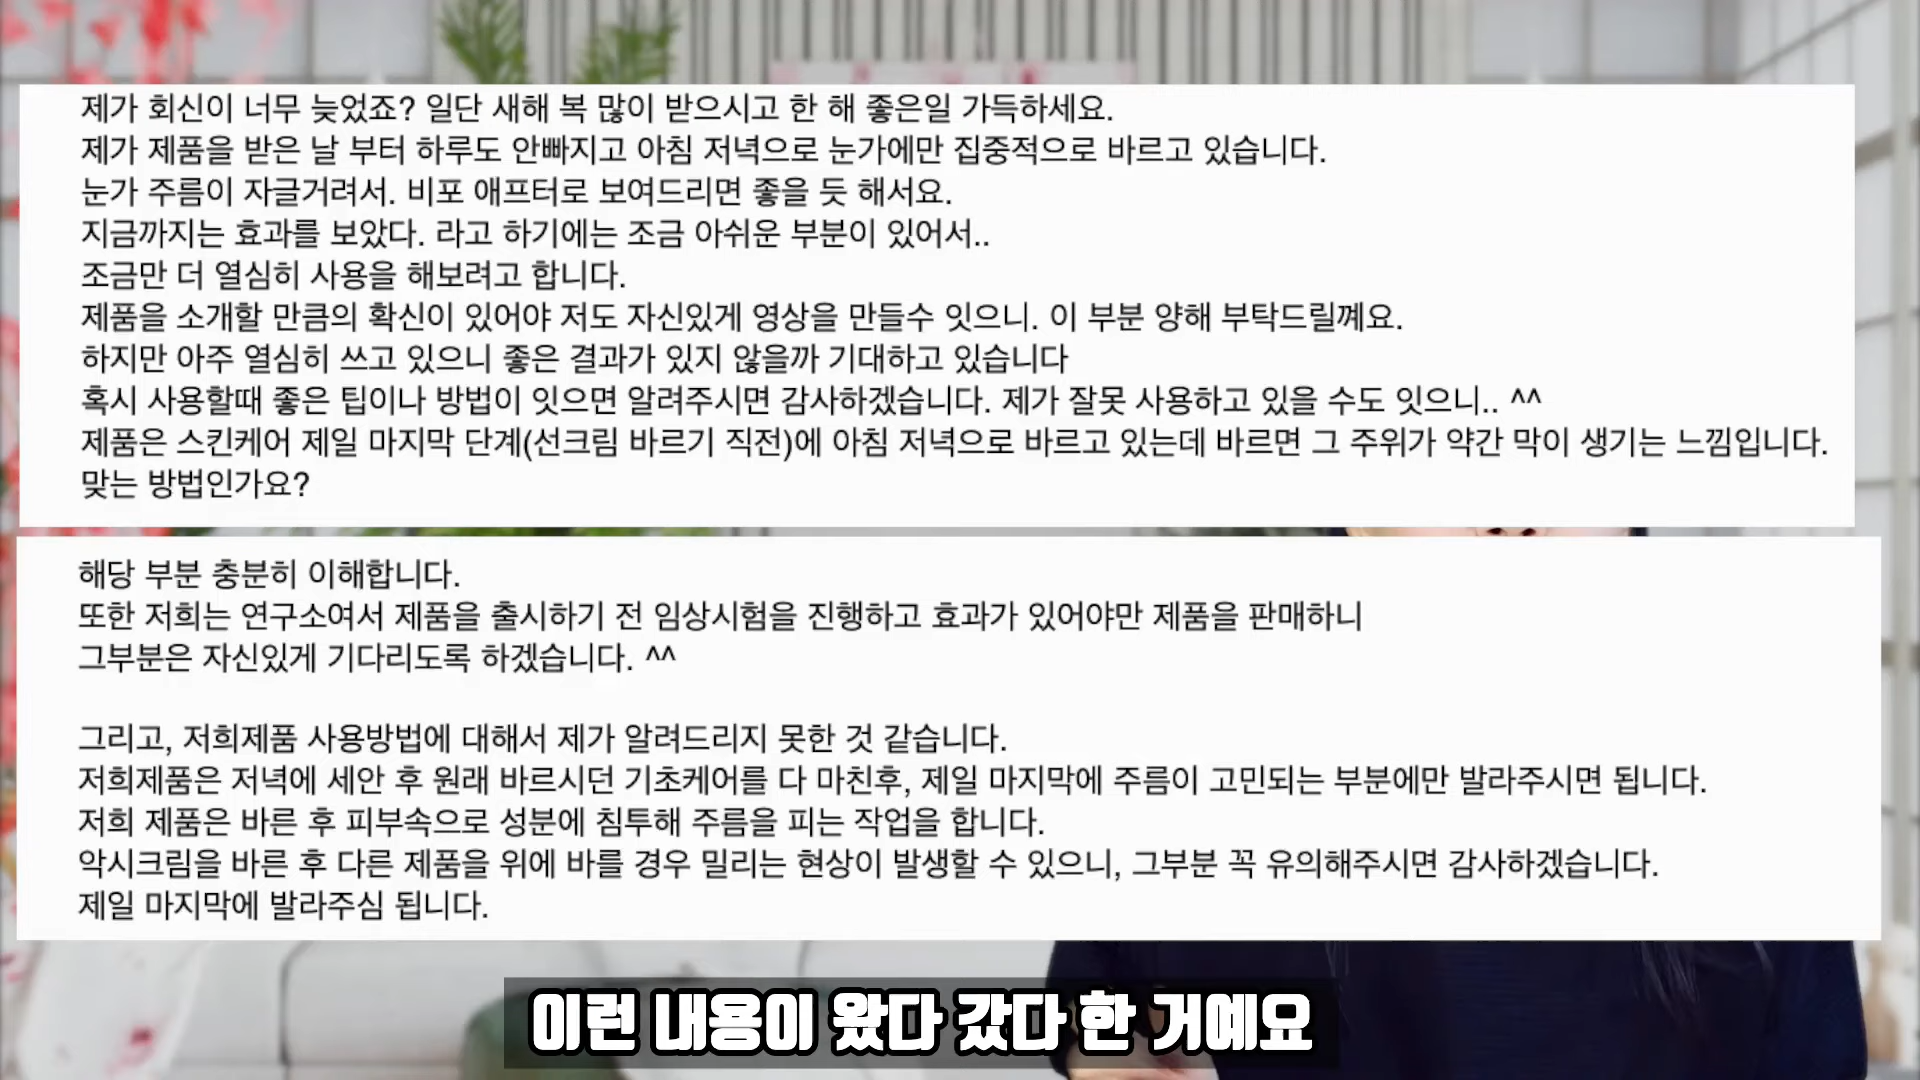 제가 회신이 너무 늦었죠? 일단 새해 복 많이 받으시고 한 해 좋은일 가득하세요.
제가 제품을 받은 날 부터 하루도 안빠지고 아침 저녁으로 눈가에만 집중적으로 바르고 있습니다.
눈가 주름이 자글거려서. 비포 애프터로 보여드리면 좋을 듯 해서요.
지금까지는 효과를 보았다. 라고 하기에는 조금 아쉬운 부분이 있어서..
조금만 더 열심히 사용을 해보려고 합니다.
제품을 소개할 만큼의 확신이 있어야 저도 자신있게 영상을 만들수 잇으니. 이 부분 양해 부탁드릴꼐요.
하지만 아주 열심히 쓰고 있으니 좋은 결과가 있지 않을까 기대하고 있습니다
혹시 사용할때 좋은 팁이나 방법이 잇으면 알려주시면 감사하겠습니다. 제가 잘못 사용하고 있을 수도 잇으니.. ^^
제품은 스킨케어 제일 마지막 단계(선크림 바르기 직전)에 아침 저녁으로 바르고 있는데 바르면 그 주위가 약간 막이 생기는 느낌입니다.
맞는 방법인가요?
해당 부분 충분히 이해합니다.
또한 저희는 연구소여서 제품을 출시하기 전 임상시험을 진행하고 효과가 있어야만 제품을 판매하니
그부분은 자신있게 기다리도록 하겠습니다. ^^
그리고, 저희제품 사용방법에 대해서 제가 알려드리지 못한 것 같습니다.
저희제품은 저녁에 세안 후 원래 바르시던 기초케어를 다 마친후, 제일 마지막에 주름이 고민되는 부분에만 발라주시면 됩니다.
저희 제품은 바른 후 피부속으로 성분에 침투해 주름을 피는 작업을 합니다.
악시크림을 바른 후 다른 제품을 위에 바를 경우 밀리는 현상이 발생할 수 있으니, 그부분 꼭 유의해주시면 감사하겠습니다.
제일 마지막에 발라주심 됩니다.
이런 내용이 왔다 갔다 한 거예요